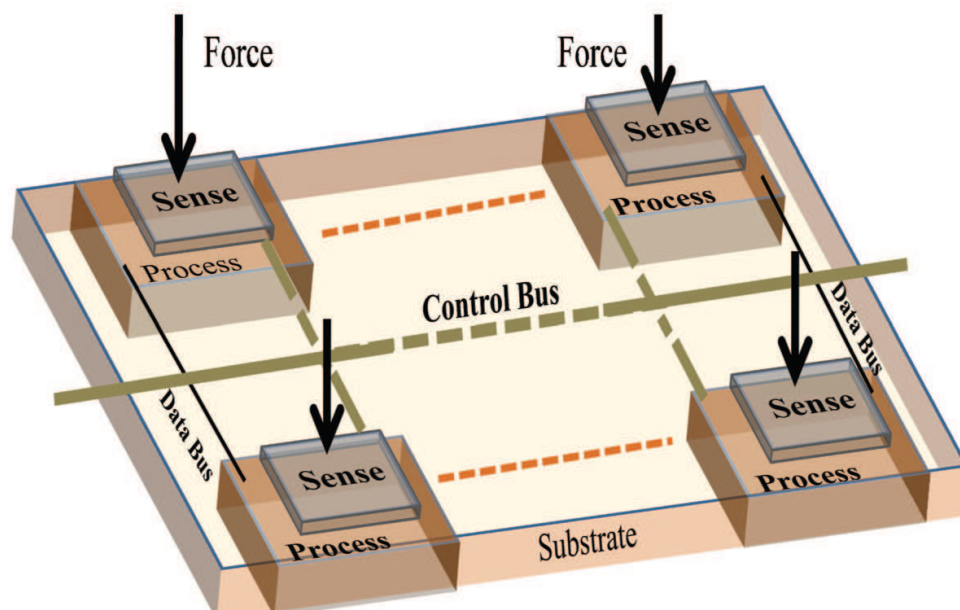 Force
Force
Sense
Sense
Process
Process
Control Bus
Data Bus
Data Bus
Sense
Sense
Process
Process
Substrate